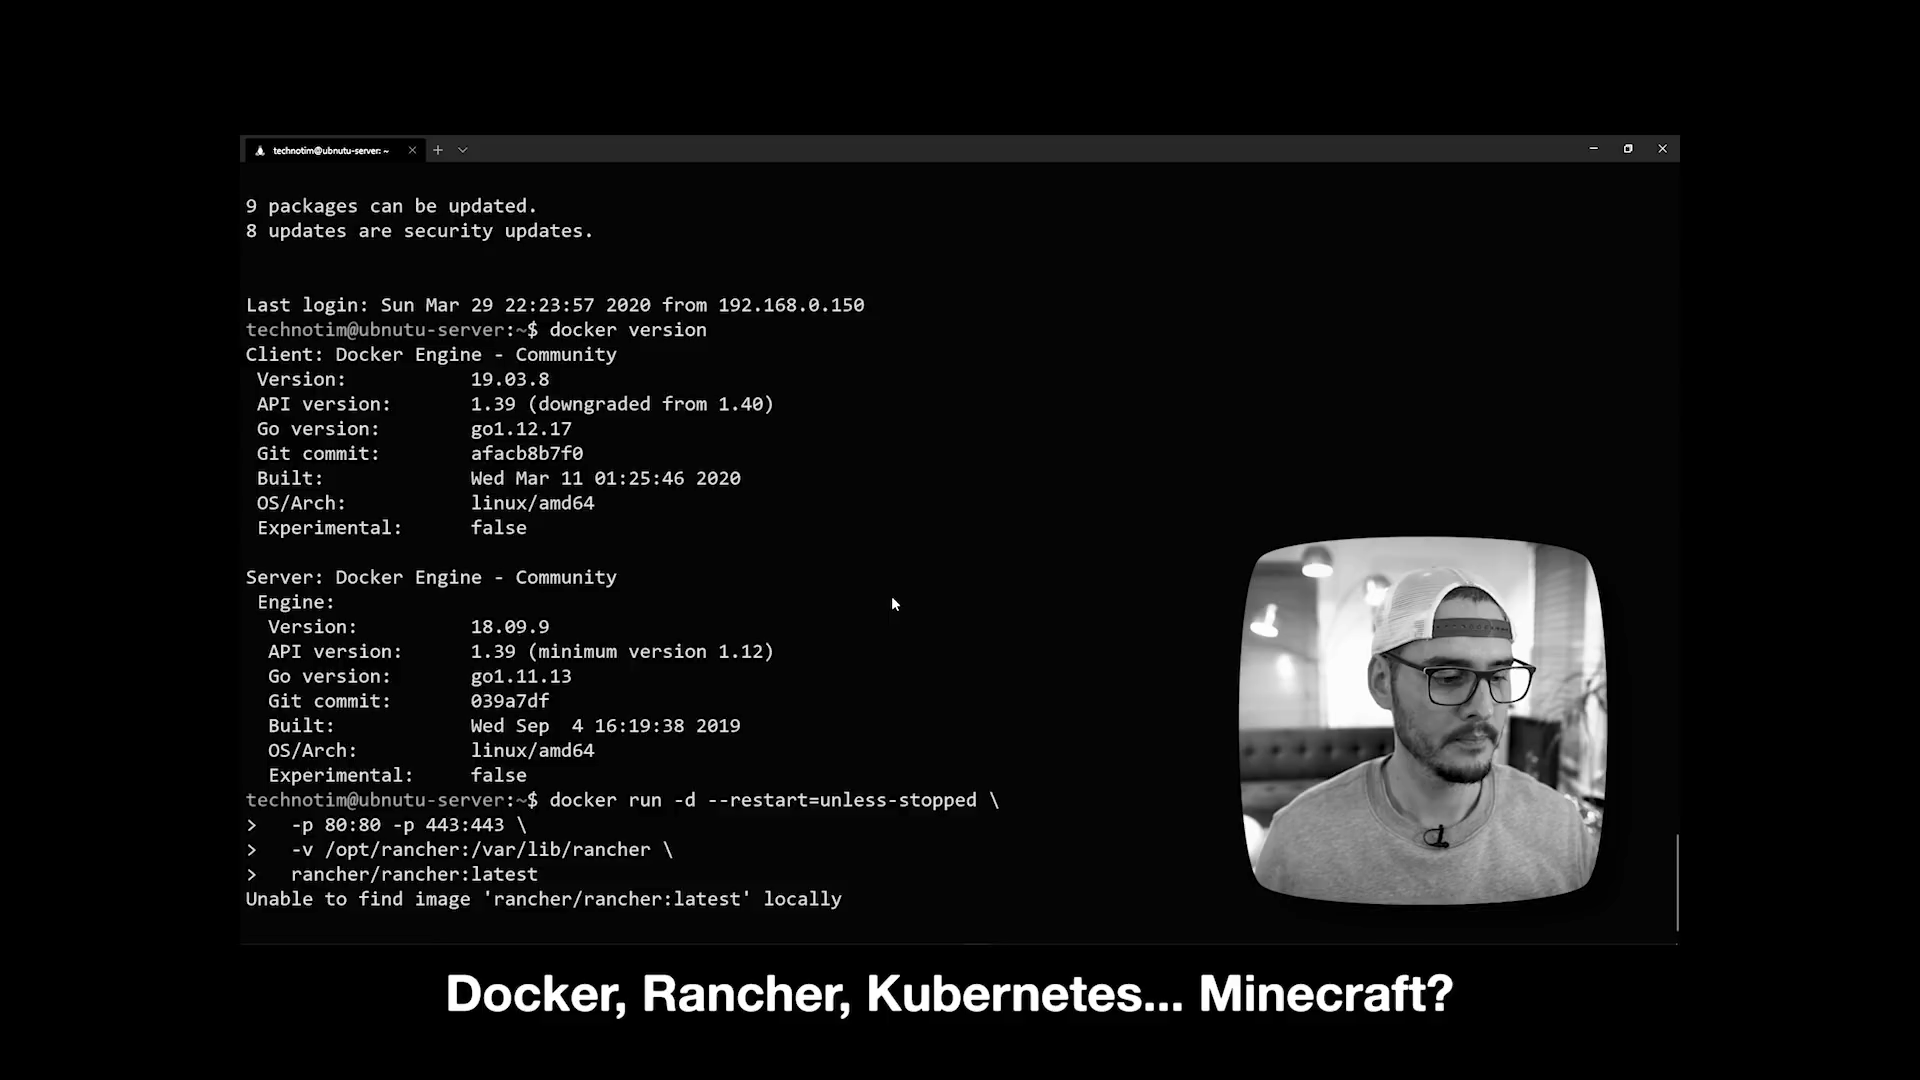 technotim@ubnutu-server: ~
9 packages can be updated.
8 updates are security updates.
Last login: Sun Mar 29 22:23:57 2020 from 192.168.0.150
technotim@ubnutu-server:~$ docker version
Client: Docker Engine - Community
Version: 19.03.8
API version: 1.39 (downgraded from 1.40)
Go version: go1.12.17
Git commit: afacb8b7f0
Built: Wed Mar 11 01:25:46 2020
OS/Arch: linux/amd64
Experimental: false
Server: Docker Engine - Community
Engine:
Version: 18.09.9
API version: 1.39 (minimum version 1.12)
Go version: go1.11.13
Git commit: 039a7df
Built: Wed Sep  4 16:19:38 2019
OS/Arch: linux/amd64
Experimental: false
technotim@ubnutu-server:~$ docker run -d --restart=unless-stopped \
>   -p 80:80 -p 443:443 \
>   -v /opt/rancher:/var/lib/rancher \
>   rancher/rancher:latest
Unable to find image 'rancher/rancher:latest' locally
Docker, Rancher, Kubernetes... Minecraft?